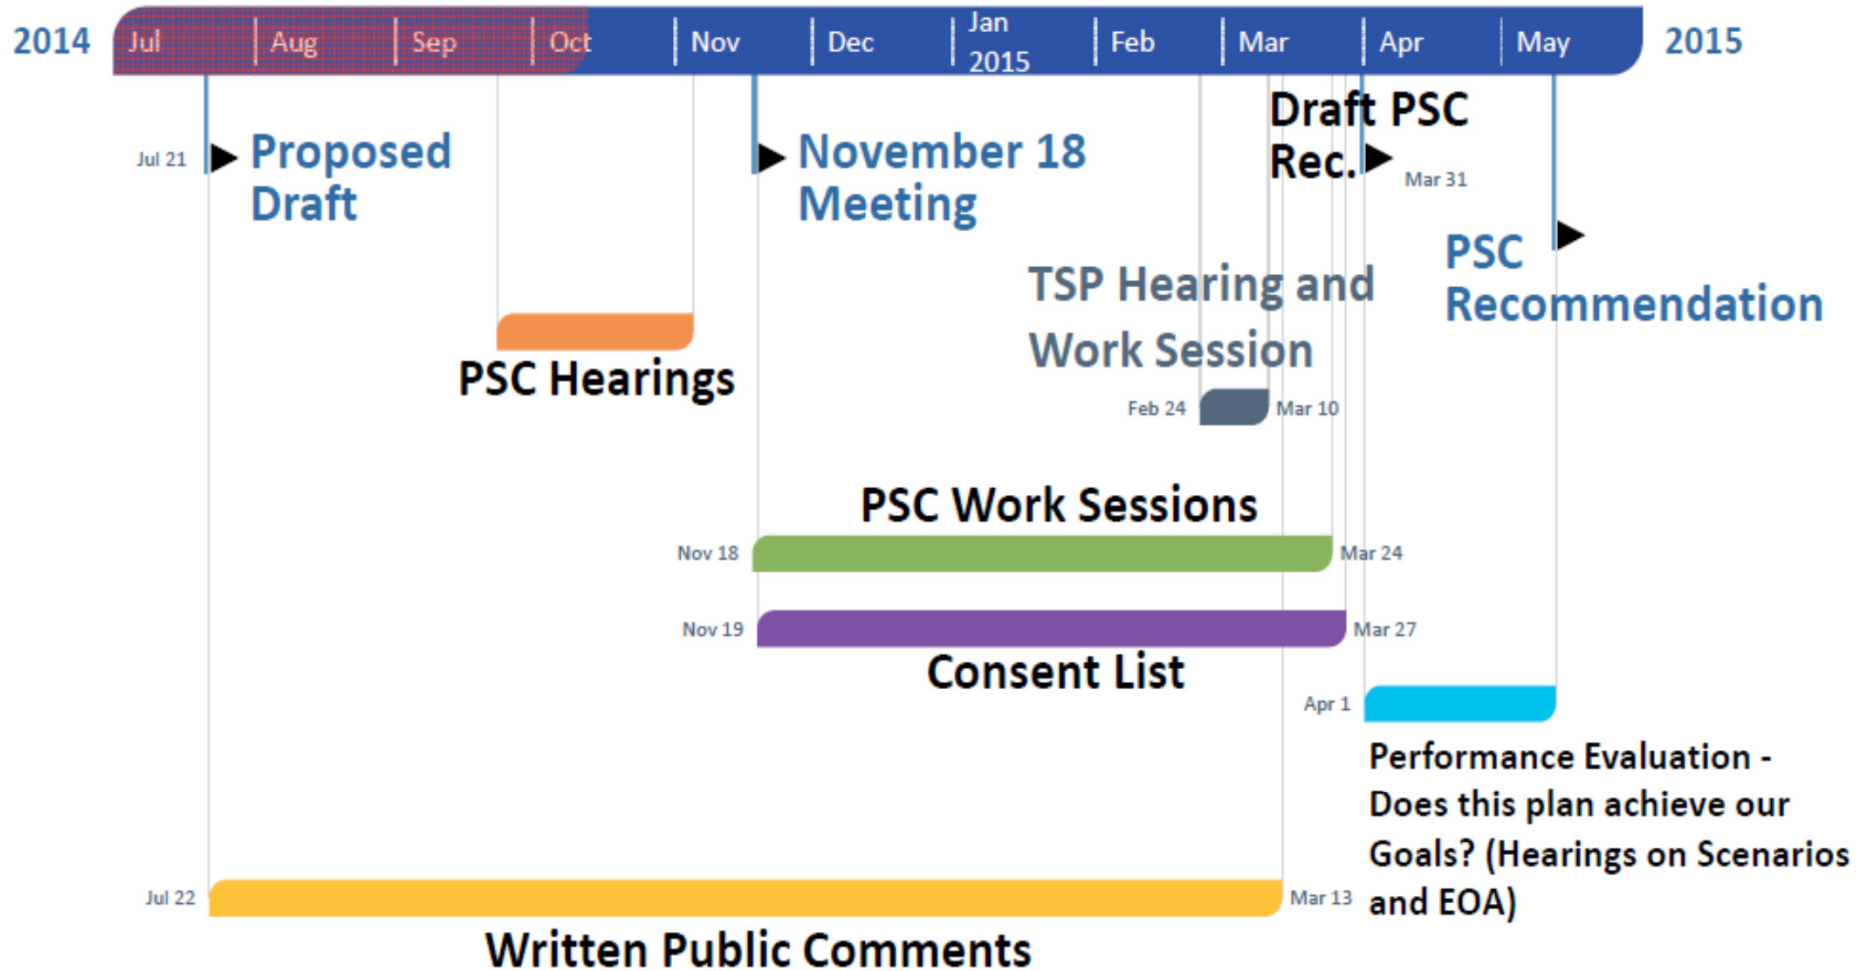 2014
Jul
Aug
Sep
Oct
Nov
Dec
Jan
2015
Feb
Mar
Apr
May
2015
Jul 21
Proposed
Draft
November 18
Meeting
Draft PSC
Rec.
Mar 31
PSC
Recommendation
TSP Hearing and
Work Session
Feb 24
Mar 10
PSC Hearings
PSC Work Sessions
Nov 18
Mar 24
Nov 19
Mar 27
Consent List
Apr 1
Performance Evaluation -
Does this plan achieve our
Goals? (Hearings on Scenarios
and EOA)
Jul 22
Mar 13
Written Public Comments